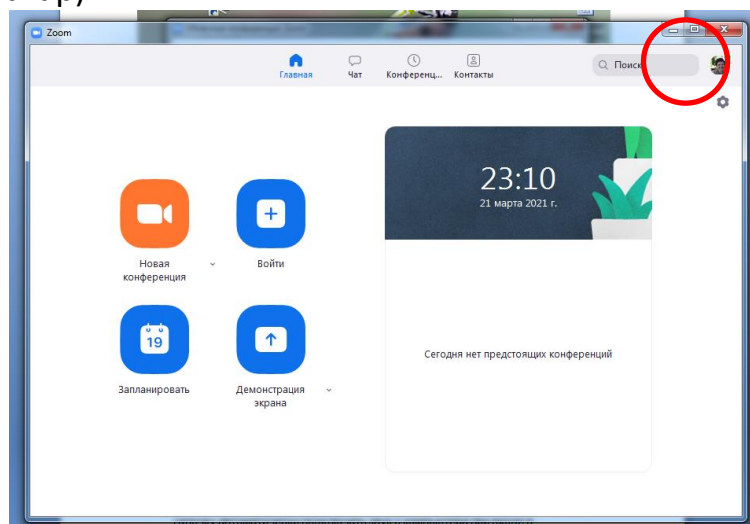 Zoom
Главная
Чат
Конференц...
Контакты
Поиск
23:10
21 марта 2021 г.
Новая
конференция
Войти
19
Запланировать
Демонстрация
экрана
Сегодня нет предстоящих конференций